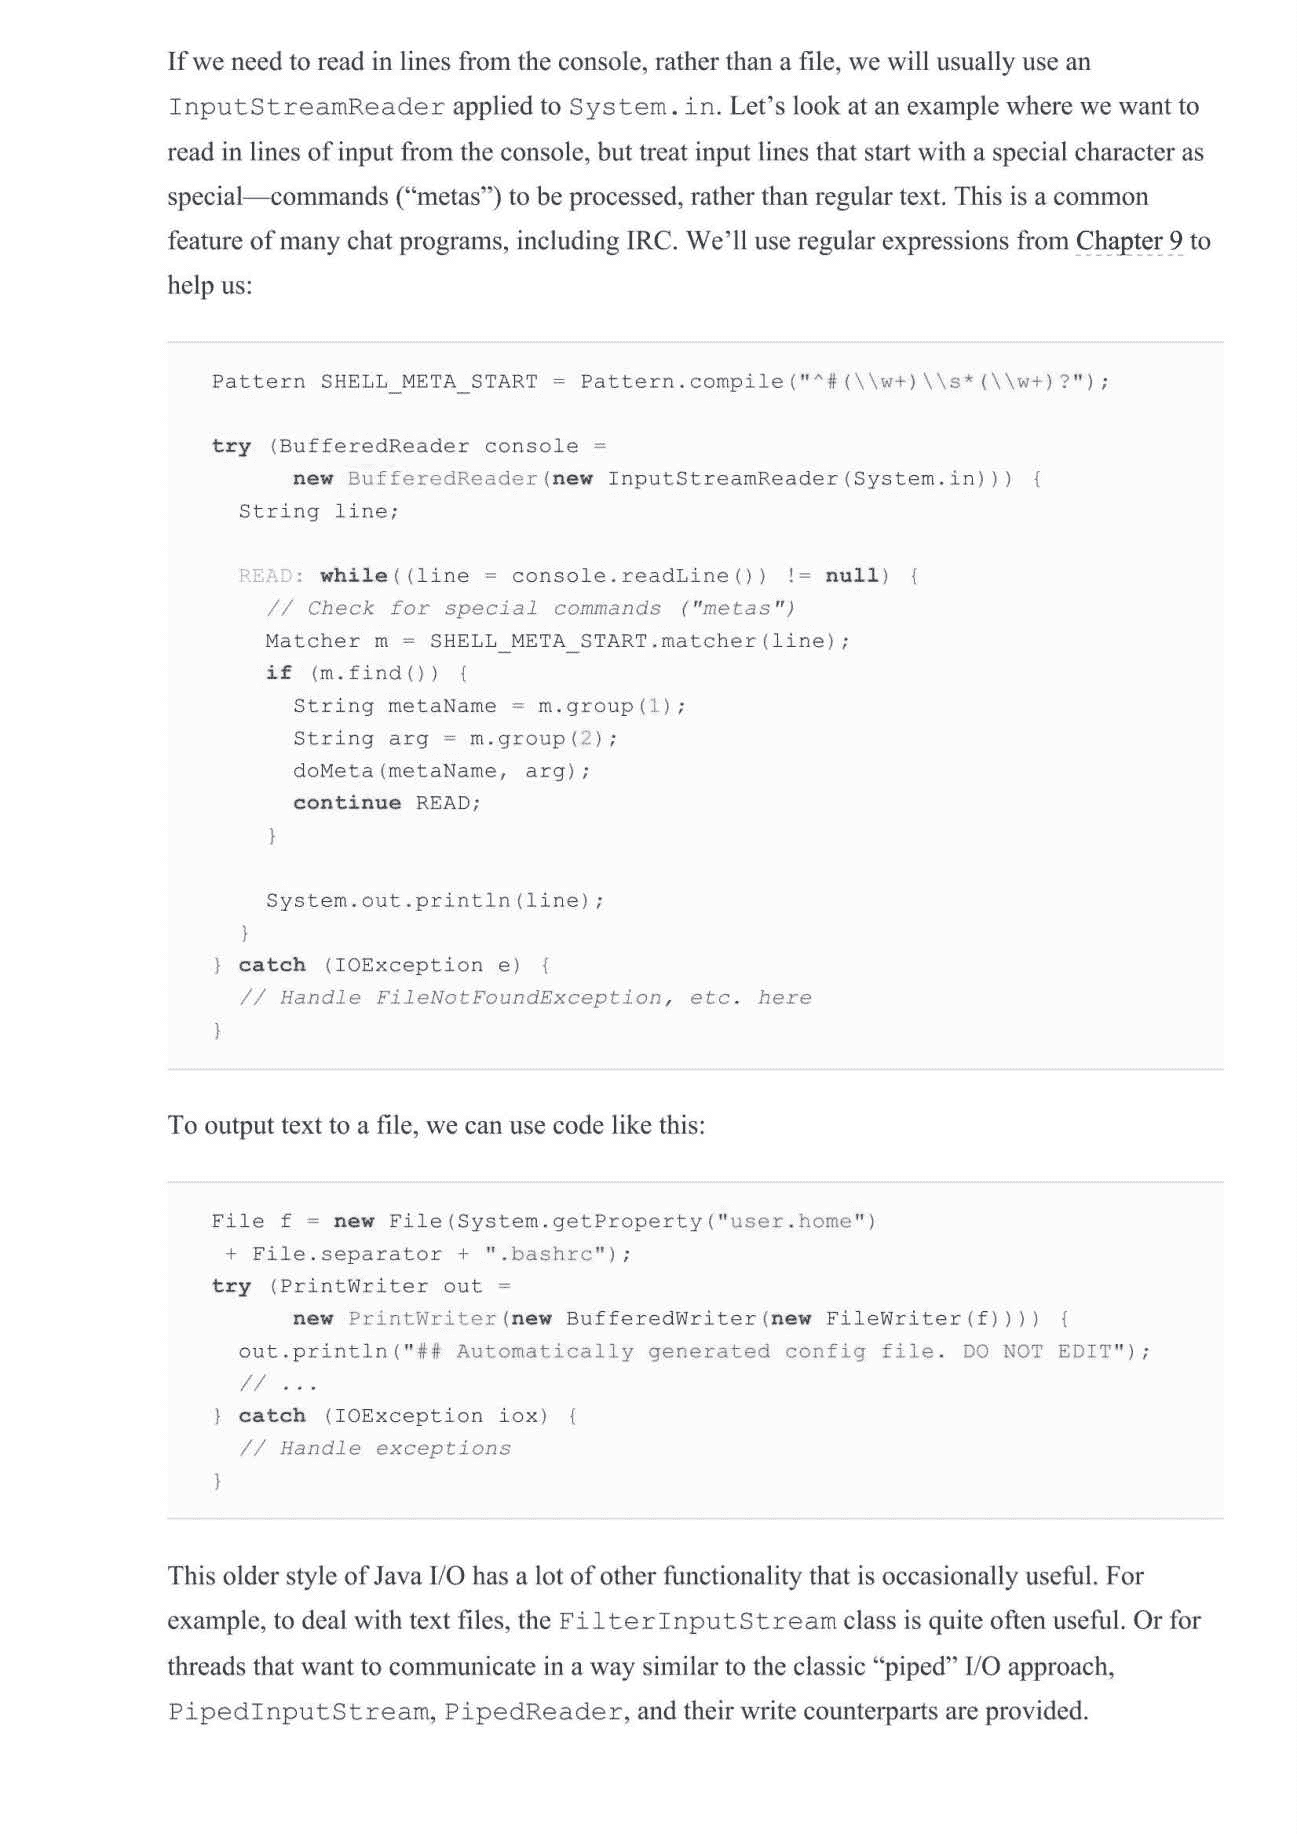 If we need to read in lines from the console, rather than a file, we will usually use an
InputStreamReader applied to System.in. Let’s look at an example where we want to
read in lines of input from the console, but treat input lines that start with a special character as
special—commands (“metas”) to be processed, rather than regular text. This is a common
feature of many chat programs, including IRC. We’ll use regular expressions from Chapter 9 to
help us:
Pattern SHELL_META_START = Pattern.compile("^#(\\w+)\\s*(\\w+)?");
try (BufferedReader console =
new BufferedReader(new InputStreamReader(System.in))) {
String line;
READ: while((line = console.readLine()) != null) {
// Check for special commands ("metas")
Matcher m = SHELL_META_START.matcher(line);
if (m.find()) {
String metaName = m.group(1);
String arg = m.group(2);
doMeta(metaName, arg);
continue READ;
}
System.out.println(line);
}
} catch (IOException e) {
// Handle FileNotFoundException, etc. here
}
To output text to a file, we can use code like this:
File f = new File(System.getProperty("user.home")
+ File.separator + ".bashrc");
try (PrintWriter out =
new PrintWriter(new BufferedWriter(new FileWriter(f)))) {
out.println("## Automatically generated config file. DO NOT EDIT");
// ...
} catch (IOException iox) {
// Handle exceptions
}
This older style of Java I/O has a lot of other functionality that is occasionally useful. For
example, to deal with text files, the FilterInputStream class is quite often useful. Or for
threads that want to communicate in a way similar to the classic “piped” I/O approach,
PipedInputStream, PipedReader, and their write counterparts are provided.